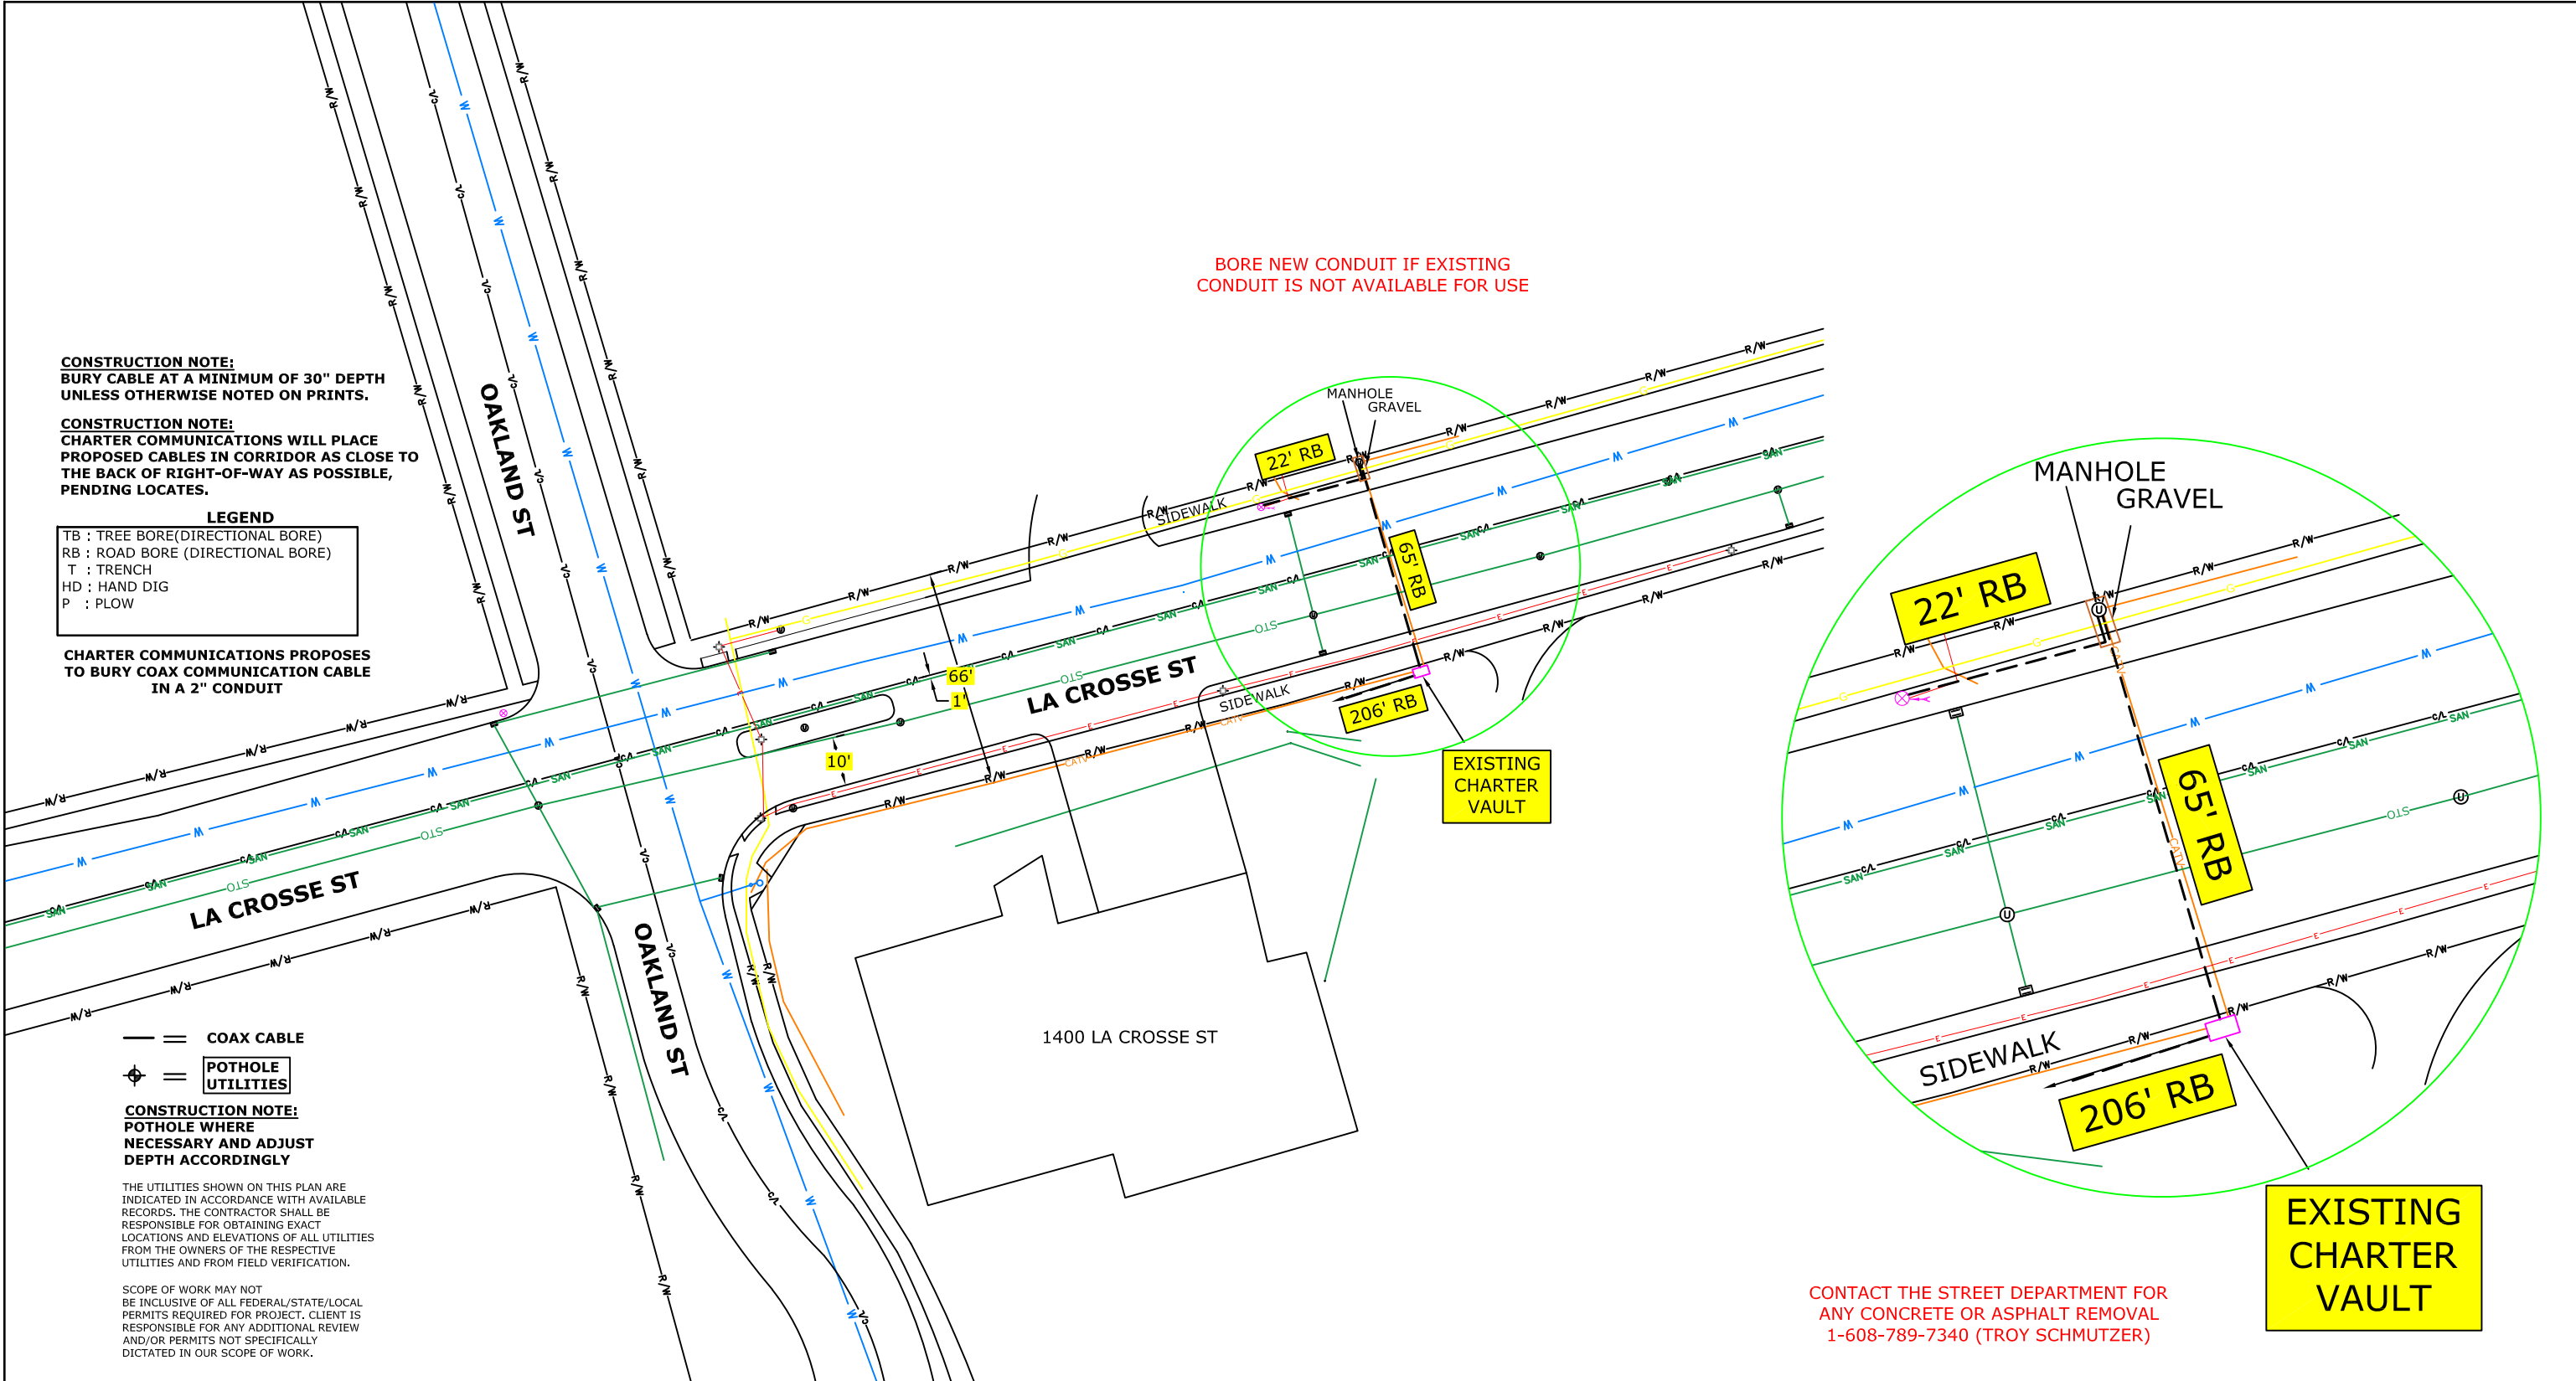 BORE NEW CONDUIT IF EXISTING
CONDUIT IS NOT AVAILABLE FOR USE
CONSTRUCTION NOTE:
BURY CABLE AT A MINIMUM OF 30" DEPTH
UNLESS OTHERWISE NOTED ON PRINTS.
CONSTRUCTION NOTE:
CHARTER COMMUNICATIONS WILL PLACE
PROPOSED CABLES IN CORRIDOR AS CLOSE TO
THE BACK OF RIGHT-OF-WAY AS POSSIBLE,
PENDING LOCATES.
LEGEND
TB : TREE BORE(DIRECTIONAL BORE)
RB : ROAD BORE (DIRECTIONAL BORE)
T : TRENCH
HD : HAND DIG
P : PLOW
CHARTER COMMUNICATIONS PROPOSES
TO BURY COAX COMMUNICATION CABLE
IN A 2" CONDUIT
OAKLAND ST
LA CROSSE ST
OAKLAND ST
LA CROSSE ST
66'
1'
10'
SIDEWALK
MANHOLE
GRAVEL
22' RB
65' RB
SIDEWALK
206' RB
EXISTING
CHARTER
VAULT
1400 LA CROSSE ST
R/W
C/L
W
SAN
STO
G
E
CATV
COAX CABLE
POTHOLE
UTILITIES
CONSTRUCTION NOTE:
POTHOLE WHERE
NECESSARY AND ADJUST
DEPTH ACCORDINGLY
THE UTILITIES SHOWN ON THIS PLAN ARE
INDICATED IN ACCORDANCE WITH AVAILABLE
RECORDS. THE CONTRACTOR SHALL BE
RESPONSIBLE FOR OBTAINING EXACT
LOCATIONS AND ELEVATIONS OF ALL UTILITIES
FROM THE OWNERS OF THE RESPECTIVE
UTILITIES AND FROM FIELD VERIFICATION.
SCOPE OF WORK MAY NOT
BE INCLUSIVE OF ALL FEDERAL/STATE/LOCAL
PERMITS REQUIRED FOR PROJECT. CLIENT IS
RESPONSIBLE FOR ANY ADDITIONAL REVIEW
AND/OR PERMITS NOT SPECIFICALLY
DICTATED IN OUR SCOPE OF WORK.
MANHOLE
GRAVEL
22' RB
U
65' RB
U
U
R/W
C/L
W
SAN
STO
G
E
CATV
SIDEWALK
206' RB
EXISTING
CHARTER
VAULT
CONTACT THE STREET DEPARTMENT FOR
ANY CONCRETE OR ASPHALT REMOVAL
1-608-789-7340 (TROY SCHMUTZER)